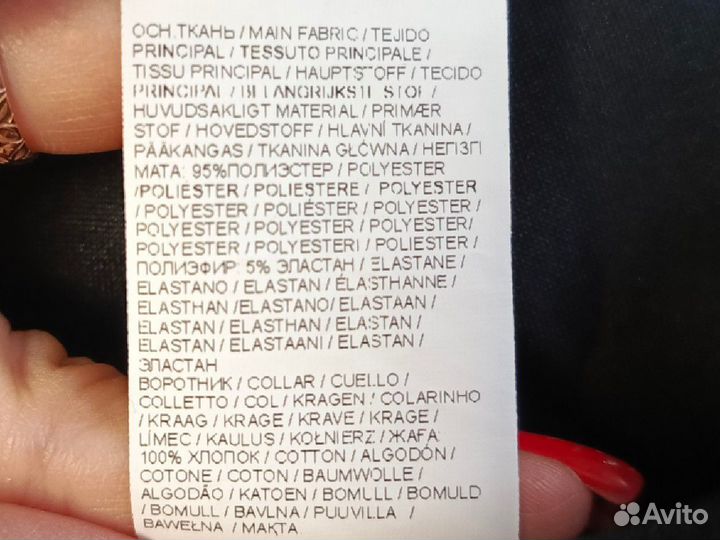 ОСН.ТКАНЬ / MAIN FABRIC / TEJIDO
PRINCIPAL / TESSUTO PRINCIPALE /
TISSU PRINCIPAL / HAUPTSTOFF / TECIDO
PRINCIPAL / BELANGRIJKSTE STOF /
HUVUDSAKLIGT MATERIAL / PRIMÆR
STOF / HOVEDSTOFF / HLAVNÍ TKANINA /
PÄÄKANGAS / TKANINA GŁÓWNA / НЕГІЗГІ
МАТА: 95%ПОЛИЭСТЕР / POLYESTER
/POLIÉSTER / POLIESTERE / POLYESTER
/ POLYESTER / POLIÉSTER / POLYESTER /
POLYESTER / POLYESTER / POLYESTER/
POLYESTER / POLYESTERI / POLIESTER /
ПОЛИЭФИР: 5% ЭЛАСТАН / ELASTANE /
ELASTANO / ELASTAN / ÉLASTHANNE /
ELASTHAN /ELASTANO/ ELASTAAN /
ELASTAN / ELASTHAN / ELASTAN /
ELASTAN / ELASTAANI / ELASTAN /
ЭЛАСТАН
ВОРОТНИК / COLLAR / CUELLO /
COLLETTO / COL / KRAGEN / COLARINHO
/ KRAAG / KRAGE / KRAVE / KRAGE /
LÍMEC / KAULUS / KOŁNIERZ / ЖАҒА:
100% ХЛОПОК / COTTON / ALGODÓN /
COTONE / COTON / BAUMWOLLE /
ALGODÃO / KATOEN / BOMULL / BOMULD
/ BOMULL / BAVLNA / PUUVILLA /
BAWEŁNA / МАҚТА
Avito